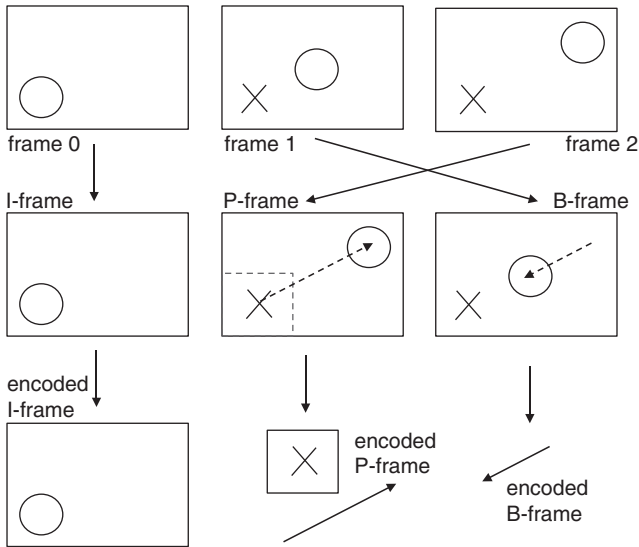 frame 0
frame 1
frame 2
I-frame
P-frame
B-frame
encoded
I-frame
encoded
P-frame
encoded
B-frame